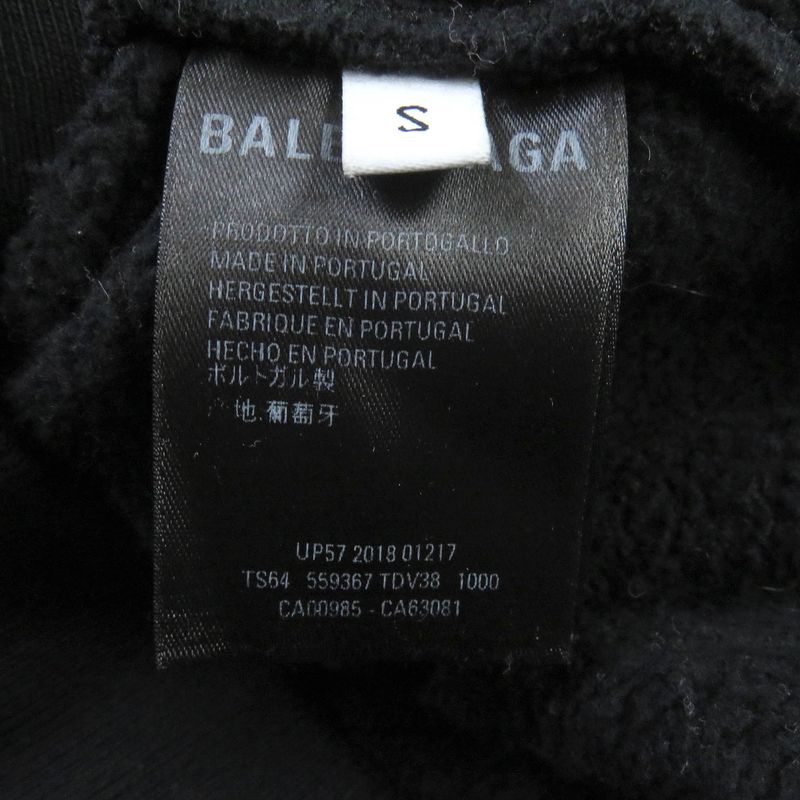 S
BALE AGA
PRODOTTO IN PORTOGALLO
MADE IN PORTUGAL
HERGESTELLT IN PORTUGAL
FABRIQUE EN PORTUGAL
HECHO EN PORTUGAL
ポルトガル製
地:葡萄牙
UP57 2018 01217
TS64 559367 TDV38 1000
CA00985 - CA63081